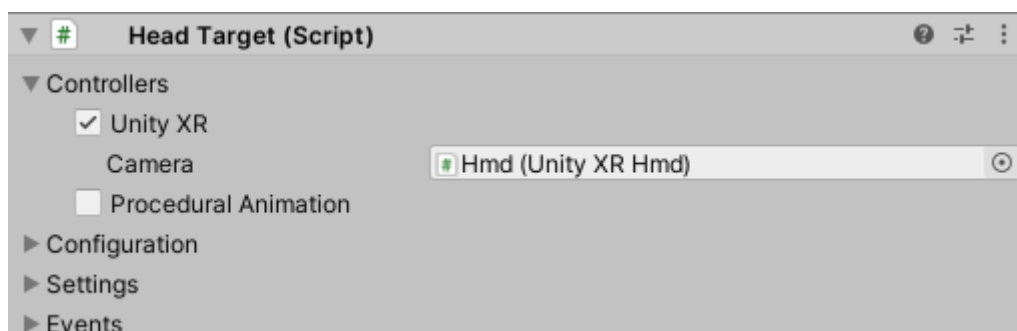 # Head Target (Script)
Controllers
Unity XR
Camera # Hmd (Unity XR Hmd)
Procedural Animation
Configuration
Settings
Events